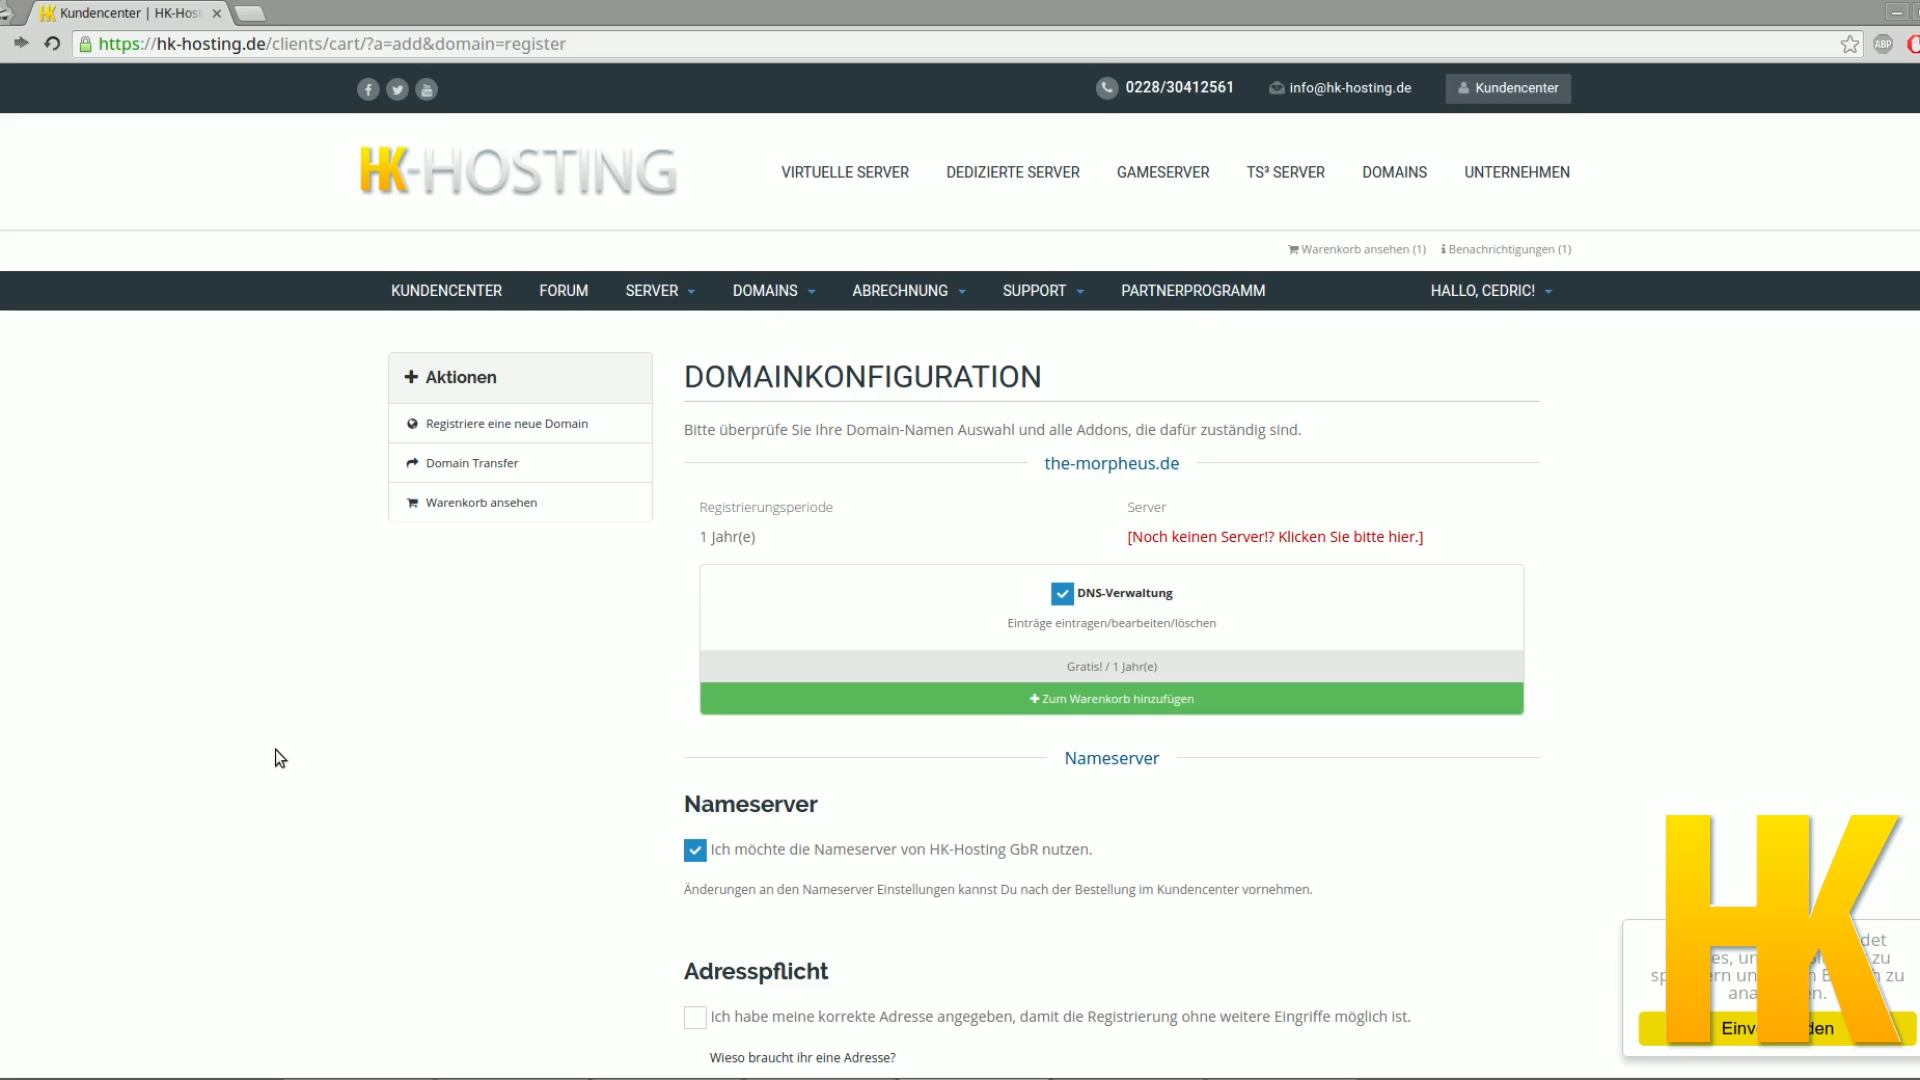 Kundencenter | HK-Hos
https://hk-hosting.de/clients/cart/?a=add&domain=register
ABP
0228/30412561
info@hk-hosting.de
Kundencenter
HK-HOSTING
VIRTUELLE SERVER
DEDIZIERTE SERVER
GAMESERVER
TS³ SERVER
DOMAINS
UNTERNEHMEN
Warenkorb ansehen (1)
Benachrichtigungen (1)
KUNDENCENTER
FORUM
SERVER
DOMAINS
ABRECHNUNG
SUPPORT
PARTNERPROGRAMM
HALLO, CEDRIC!
Aktionen
Registriere eine neue Domain
Domain Transfer
Warenkorb ansehen
DOMAINKONFIGURATION
Bitte überprüfe Sie Ihre Domain-Namen Auswahl und alle Addons, die dafür zuständig sind.
the-morpheus.de
Registrierungsperiode
1 Jahr(e)
Server
[Noch keinen Server!? Klicken Sie bitte hier.]
DNS-Verwaltung
Einträge eintragen/bearbeiten/löschen
Gratis! / 1 Jahr(e)
Zum Warenkorb hinzufügen
Nameserver
Nameserver
Ich möchte die Nameserver von HK-Hosting GbR nutzen.
Änderungen an den Nameserver Einstellungen kannst Du nach der Bestellung im Kundencenter vornehmen.
Adresspflicht
Ich habe meine korrekte Adresse angegeben, damit die Registrierung ohne weitere Eingriffe möglich ist.
Wieso braucht ihr eine Adresse?
HK
zu
zu